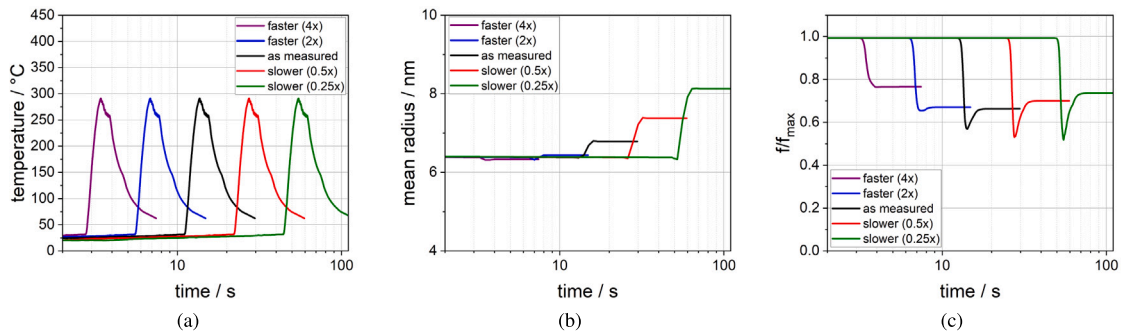 450
400
350
300
250
200
150
100
50
0
temperature / °C
faster (4x)
faster (2x)
as measured
slower (0.5x)
slower (0.25x)
10
100
time / s
(a)
10
8
6
4
mean radius / nm
faster (4x)
faster (2x)
as measured
slower (0.5x)
slower (0.25x)
10
100
time / s
(b)
1.0
0.8
0.6
0.4
0.2
0.0
f/fmax
faster (4x)
faster (2x)
as measured
slower (0.5x)
slower (0.25x)
10
100
time / s
(c)